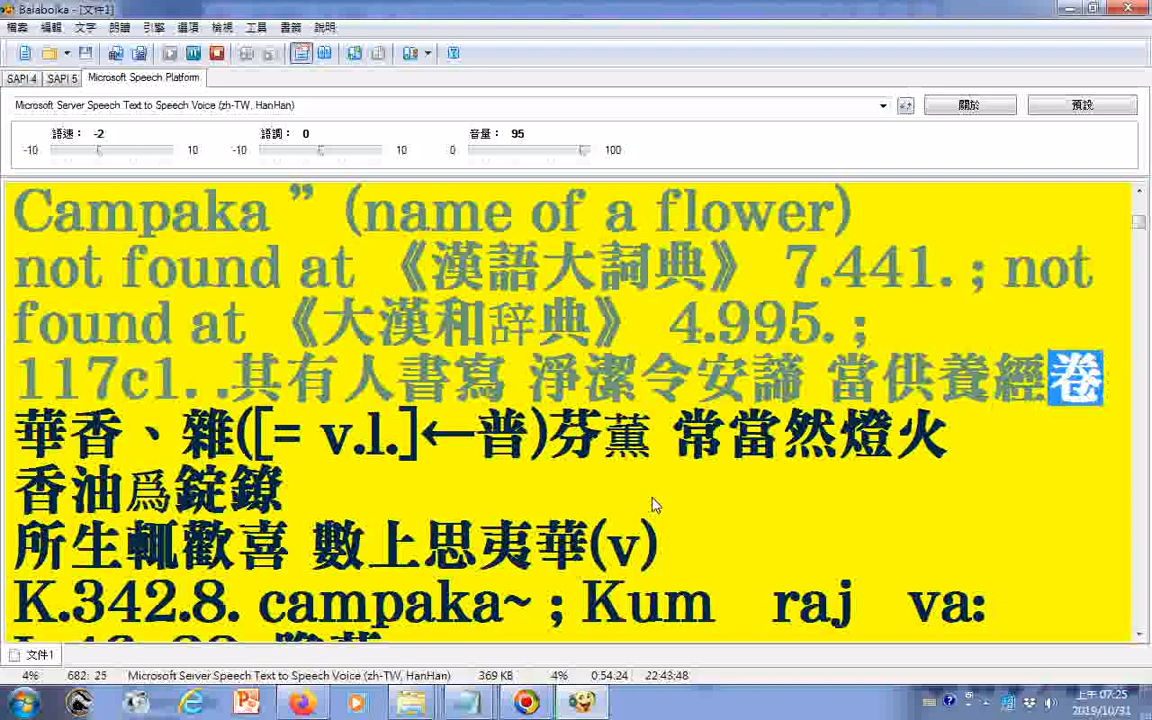 Balabolka - [文件1]
檔案 編輯 文字 朗讀 引擎 選項 檢視 工具 書籤 說明
SAPI 4 SAPI 5 Microsoft Speech Platform
Microsoft Server Speech Text to Speech Voice (zh-TW, HanHan)
關於
預設
語速： -2 語調： 0 音量： 95
-10 10 -10 10 0 100
Campaka ” (name of a flower)
not found at 《漢語大詞典》 7.441. ; not
found at 《大漢和辞典》 4.995. ;
117c1. .其有人書寫 淨潔令安諦 當供養經卷
華香、雜([= v.l.]←普)芬薰 常當然燈火
香油爲錠鐐
所生輒歡喜 數上思夷華(v)
K.342.8. campaka~ ; Kum raj va:
文件1
4% 682: 25 Microsoft Server Speech Text to Speech Voice (zh-TW, HanHan) 369 KB 4% 0:54:24 22:43:48
上午 07:25
2019/10/31